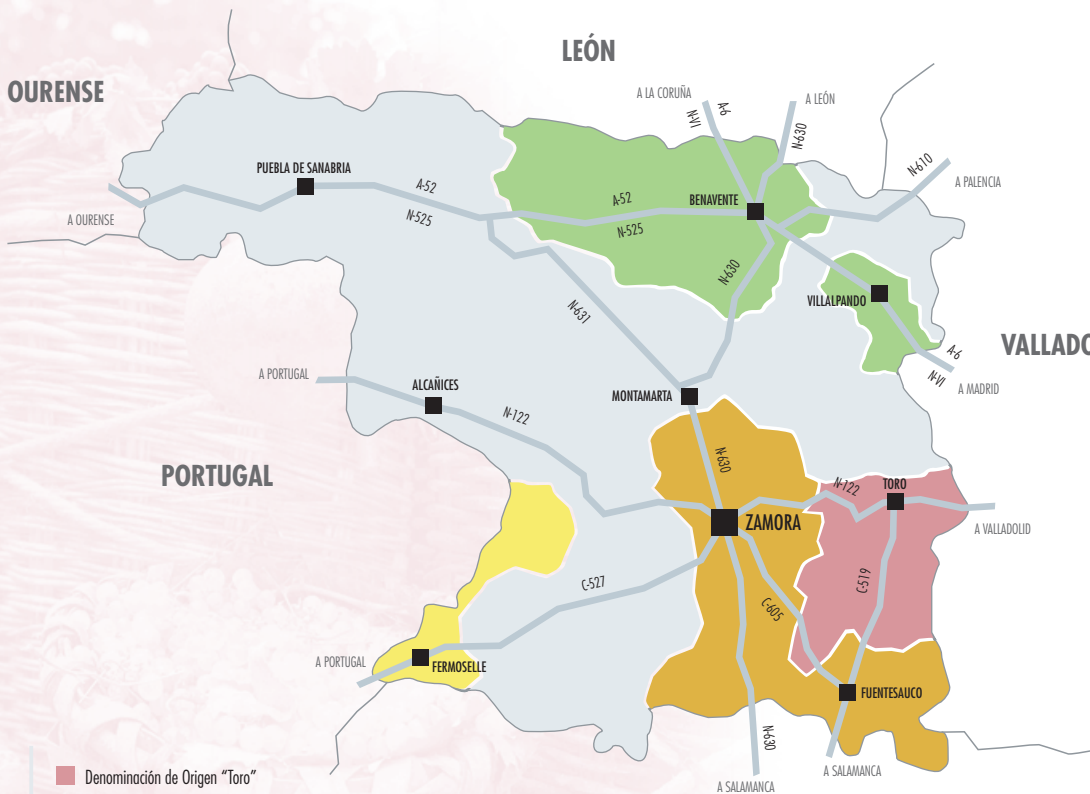 LEÓN
OURENSE
A LA CORUÑA
A-6
N-VI
A LEÓN
N-630
N-610
A PALENCIA
PUEBLA DE SANABRIA
A-52
N-525
A OURENSE
A-52
N-525
BENAVENTE
N-630
N-631
VILLALPANDO
VALLADO
A-6
N-VI
A MADRID
A PORTUGAL
ALCAÑICES
N-122
MONTAMARTA
N-630
PORTUGAL
N-122
TORO
ZAMORA
A VALLADOLID
C-527
C-605
C-519
A PORTUGAL
FERMOSELLE
FUENTESAUCO
N-630
A SALAMANCA
A SALAMANCA
Denominación de Origen "Toro"